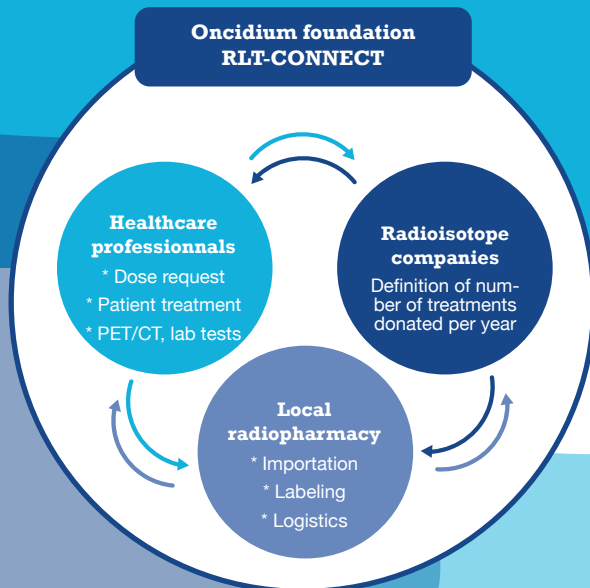 Oncidium foundation
RLT-CONNECT
Healthcare
professionnals
* Dose request
* Patient treatment
* PET/CT, lab tests
Radioisotope
companies
Definition of num-
ber of treatments
donated per year
Local
radiopharmacy
* Importation
* Labeling
* Logistics